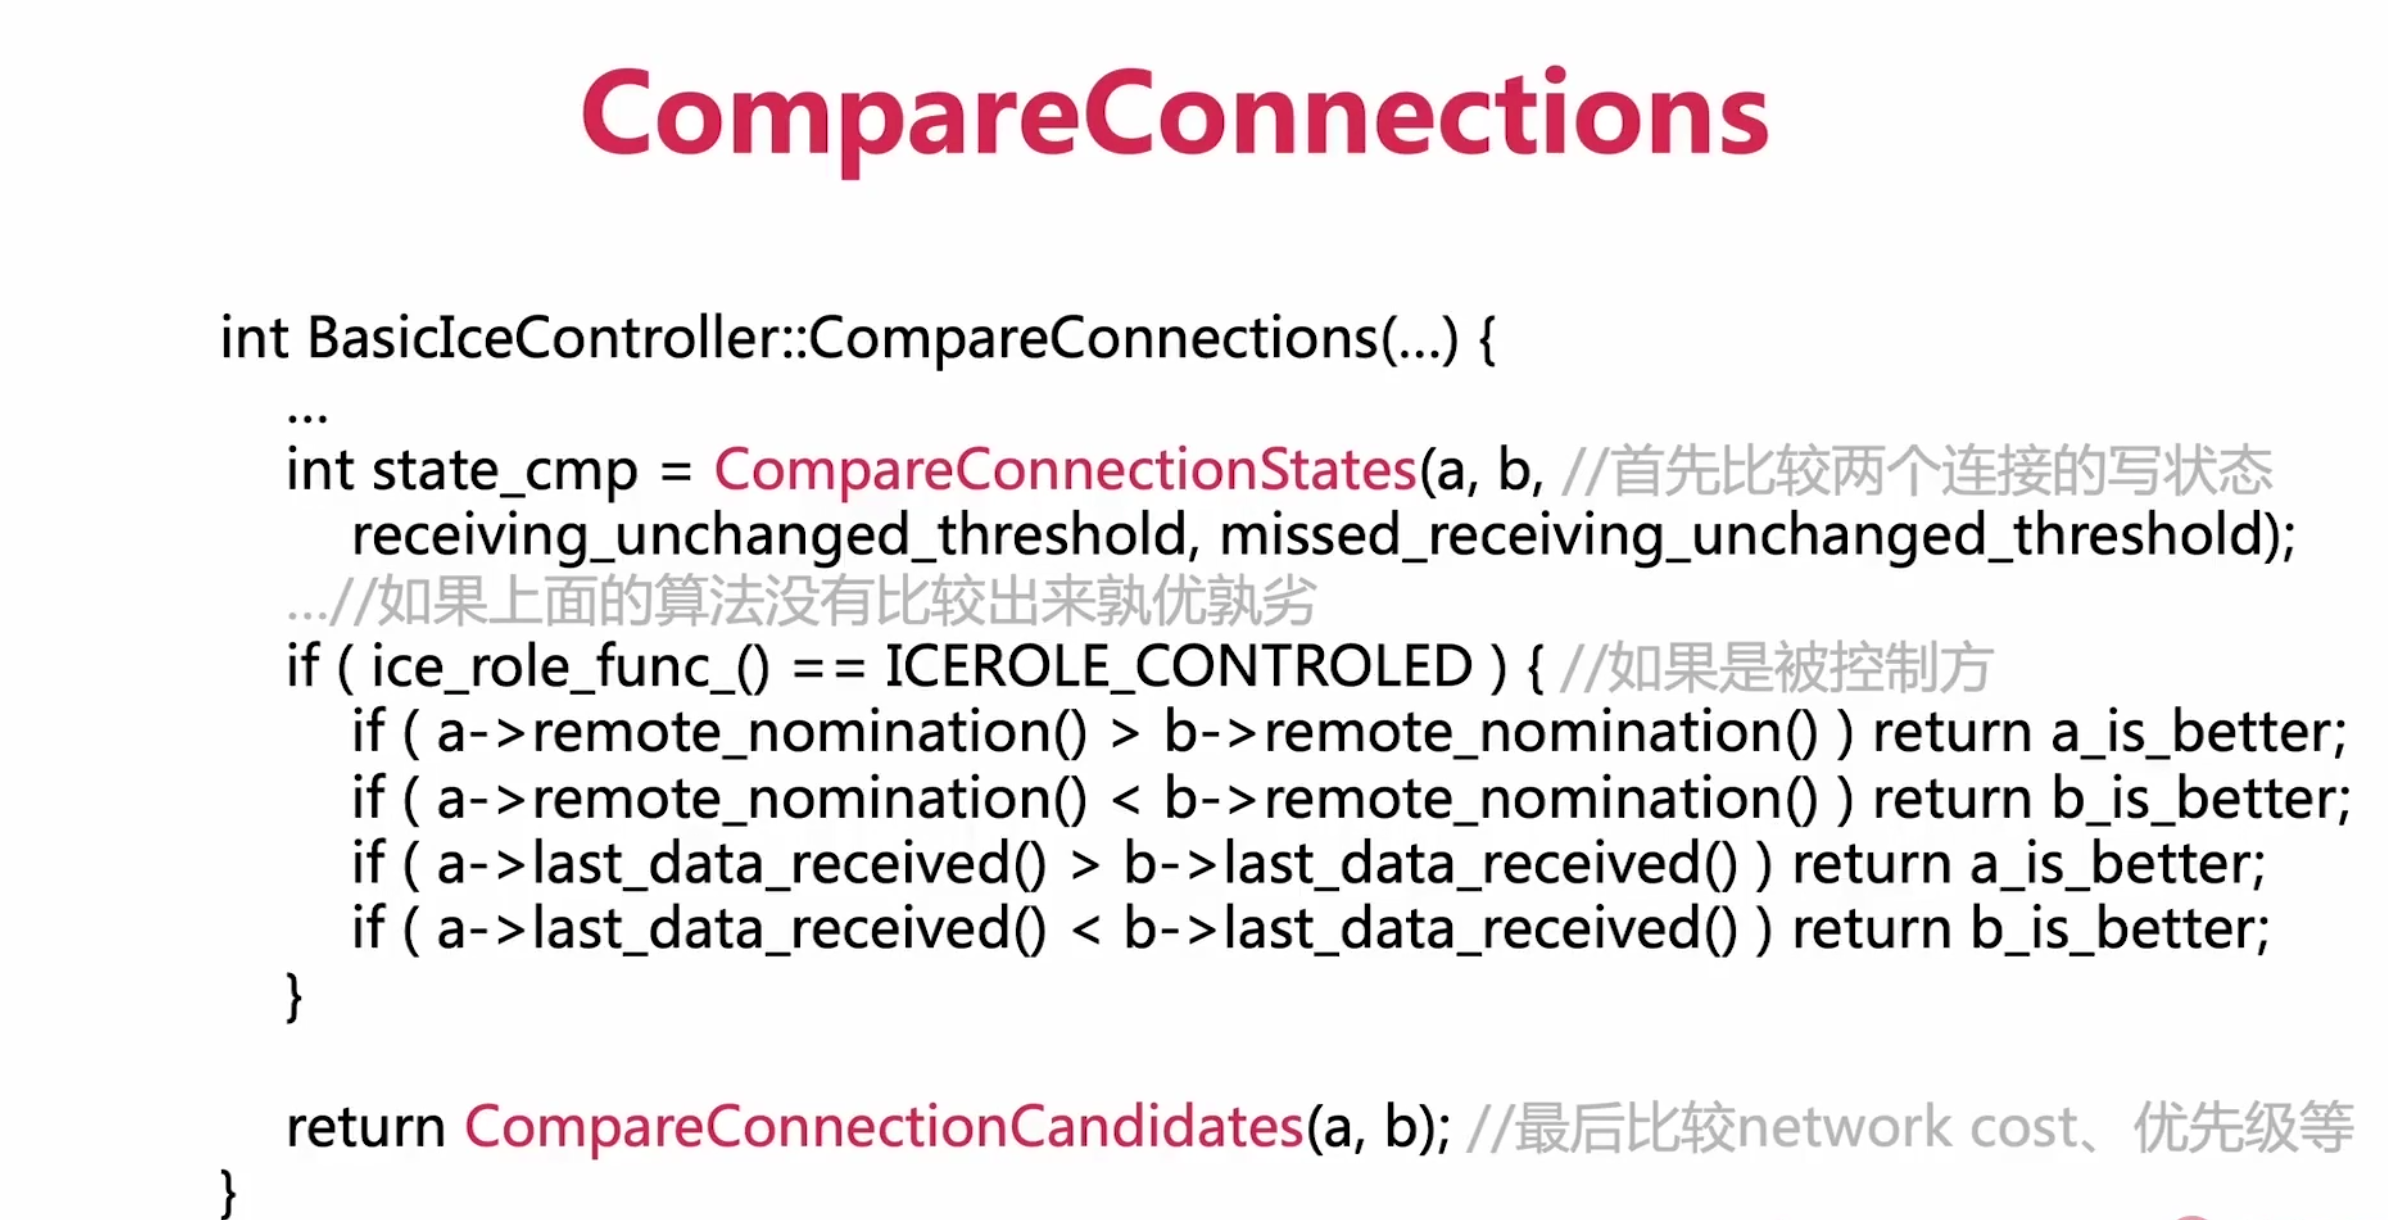 CompareConnections
int BasicIceController::CompareConnections(...) {
...
int state_cmp = CompareConnectionStates(a, b, //首先比较两个连接的写状态
receiving_unchanged_threshold, missed_receiving_unchanged_threshold);
...//如果上面的算法没有比较出来孰优孰劣
if ( ice_role_func_() == ICEROLE_CONTROLED ) { //如果是被控制方
if ( a->remote_nomination() > b->remote_nomination() ) return a_is_better;
if ( a->remote_nomination() < b->remote_nomination() ) return b_is_better;
if ( a->last_data_received() > b->last_data_received() ) return a_is_better;
if ( a->last_data_received() < b->last_data_received() ) return b_is_better;
}
return CompareConnectionCandidates(a, b); //最后比较network cost、优先级等
}